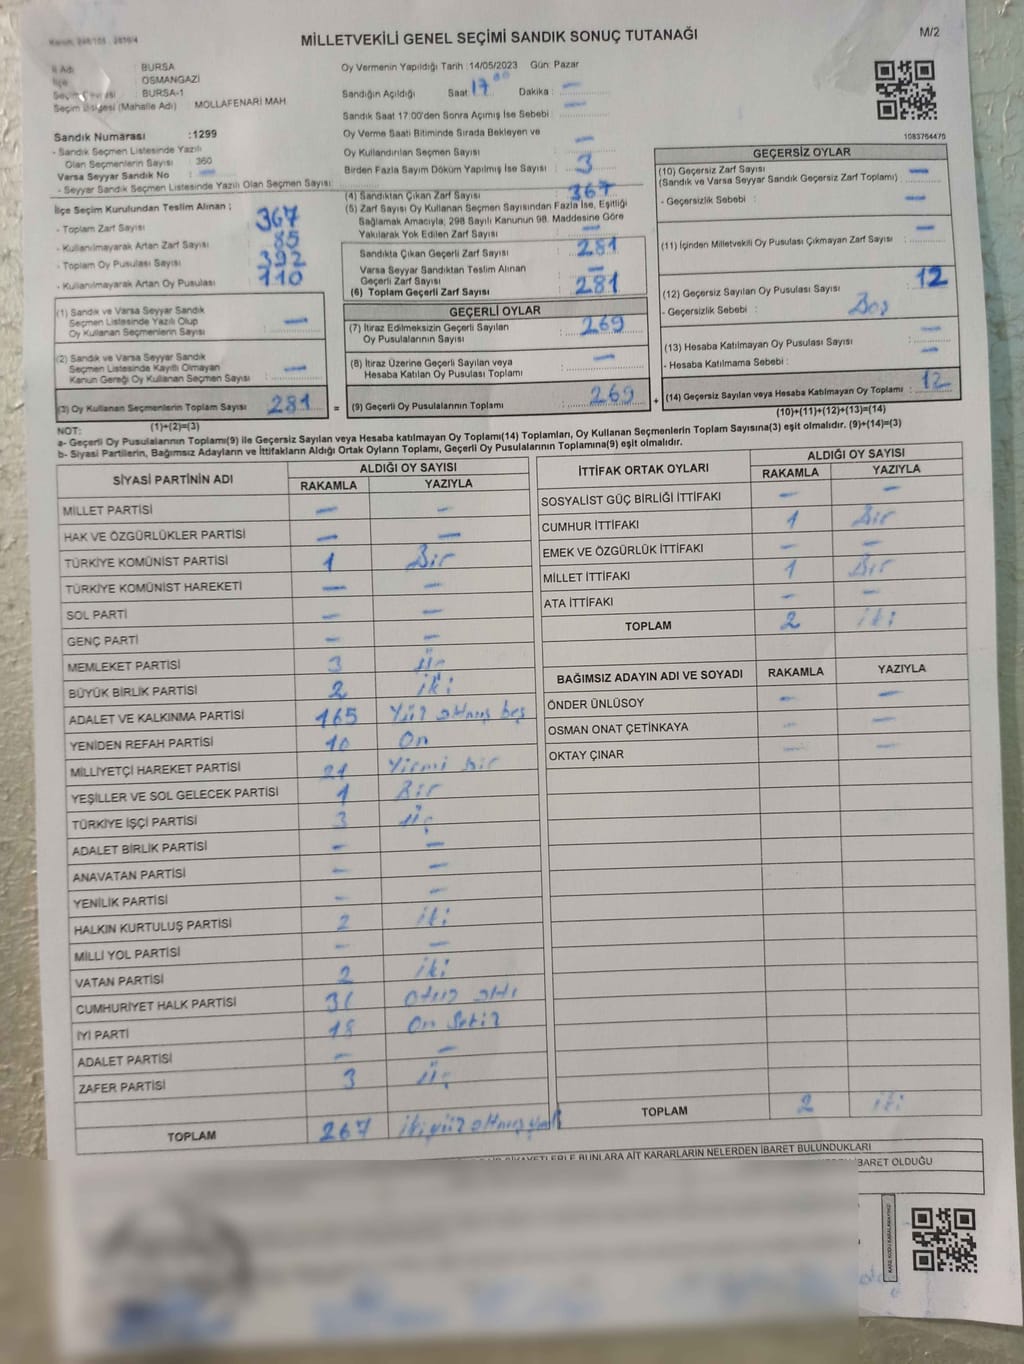 MİLLETVEKİLİ GENEL SEÇİMİ SANDIK SONUÇ TUTANAĞI
M/2
İl Adı : BURSA
İlçe : OSMANGAZİ
Seçim Çevresi : BURSA-1
Seçim Bölgesi (Mahalle Adı) MOLLAFENARİ MAH
Sandık Numarası :1299
- Sandık Seçmen Listesinde Yazılı
Olan Seçmenlerin Sayısı : 360
Varsa Seyyar Sandık No : —
- Seyyar Sandık Seçmen Listesinde Yazılı Olan Seçmen Sayısı:
Oy Vermenin Yapıldığı Tarih :14/05/2023 Gün: Pazar
Sandığın Açıldığı Saat: 17 00 Dakika: —
Sandık Saat 17:00'den Sonra Açımış İse Sebebi : —
Oy Verme Saati Bitiminde Sırada Bekleyen ve
Oy Kullandırılan Seçmen Sayısı : —
Birden Fazla Sayım Döküm Yapılmış İse Sayısı : 3
1083764475
İlçe Seçim Kurulundan Teslim Alınan ;
- Toplam Zarf Sayısı : 367
- Kullanılmayarak Artan Zarf Sayısı : 85
- Toplam Oy Pusulası Sayısı : 392
- Kullanılmayarak Artan Oy Pusulası : 110
(4) Sandıktan Çıkan Zarf Sayısı : 367
(5) Zarf Sayısı Oy Kullanan Seçmen Sayısından Fazla İse, Eşitliği
Sağlamak Amacıyla, 298 Sayılı Kanunun 98. Maddesine Göre
Yakılarak Yok Edilen Zarf Sayısı : —
Sandıkta Çıkan Geçerli Zarf Sayısı : 281
Varsa Seyyar Sandıktan Teslim Alınan
Geçerli Zarf Sayısı : —
(6) Toplam Geçerli Zarf Sayısı : 281
GEÇERSİZ OYLAR
(10) Geçersiz Zarf Sayısı : —
(Sandık ve Varsa Seyyar Sandık Geçersiz Zarf Toplamı)
- Geçersizlik Sebebi : —
(11) İçinden Milletvekili Oy Pusulası Çıkmayan Zarf Sayısı : —
(12) Geçersiz Sayılan Oy Pusulası Sayısı : 12
- Geçersizlik Sebebi : Boş
(13) Hesaba Katılmayan Oy Pusulası Sayısı : —
- Hesaba Katılmama Sebebi : —
(14) Geçersiz Sayılan veya Hesaba Katılmayan Oy Toplamı : 12
(10)+(11)+(12)+(13)=(14)
(1) Sandık ve Varsa Seyyar Sandık
Seçmen Listesinde Yazılı Olup
Oy Kullanan Seçmenlerin Sayısı : —
(2) Sandık ve Varsa Seyyar Sandık
Seçmen Listesinde Kayıtlı Olmayan
Kanun Gereği Oy Kullanan Seçmen Sayısı : —
(3) Oy Kullanan Seçmenlerin Toplam Sayısı : 281 =
(1)+(2)=(3)
GEÇERLİ OYLAR
(7) İtiraz Edilmeksizin Geçerli Sayılan
Oy Pusulalarının Sayısı : 269
(8) İtiraz Üzerine Geçerli Sayılan veya
Hesaba Katılan Oy Pusulası Toplamı : —
(9) Geçerli Oy Pusulalarının Toplamı : 269 +
NOT:
a- Geçerli Oy Pusulalarının Toplamı(9) ile Geçersiz Sayılan veya Hesaba katılmayan Oy Toplamı(14) Toplamları, Oy Kullanan Seçmenlerin Toplam Sayısına(3) eşit olmalıdır. (9)+(14)=(3)
b- Siyasi Partilerin, Bağımsız Adayların ve İttifakların Aldığı Ortak Oyların Toplamı, Geçerli Oy Pusulalarının Toplamına(9) eşit olmalıdır.
SİYASİ PARTİNİN ADI ALDIĞI OY SAYISI
RAKAMLA YAZIYLA
MİLLET PARTİSİ — —
HAK VE ÖZGÜRLÜKLER PARTİSİ — —
TÜRKİYE KOMÜNİST PARTİSİ 1 Bir
TÜRKİYE KOMÜNİST HAREKETİ — —
SOL PARTİ — —
GENÇ PARTİ — —
MEMLEKET PARTİSİ 3 üç
BÜYÜK BİRLİK PARTİSİ 2 iki
ADALET VE KALKINMA PARTİSİ 165 Yüz altmış beş
YENİDEN REFAH PARTİSİ 10 On
MİLLİYETÇİ HAREKET PARTİSİ 21 Yirmi bir
YEŞİLLER VE SOL GELECEK PARTİSİ 1 Bir
TÜRKİYE İŞÇİ PARTİSİ 3 üç
ADALET BİRLİK PARTİSİ — —
ANAVATAN PARTİSİ — —
YENİLİK PARTİSİ — —
HALKIN KURTULUŞ PARTİSİ 2 iki
MİLLİ YOL PARTİSİ — —
VATAN PARTİSİ 2 iki
CUMHURİYET HALK PARTİSİ 36 Otuz altı
İYİ PARTİ 18 On Sekiz
ADALET PARTİSİ — —
ZAFER PARTİSİ 3 üç
TOPLAM 267 ikiyüz altmış yedi
İTTİFAK ORTAK OYLARI ALDIĞI OY SAYISI
RAKAMLA YAZIYLA
SOSYALİST GÜÇ BİRLİĞİ İTTİFAKI — —
CUMHUR İTTİFAKI 1 Bir
EMEK VE ÖZGÜRLÜK İTTİFAKI — —
MİLLET İTTİFAKI 1 Bir
ATA İTTİFAKI — —
TOPLAM 2 iki
BAĞIMSIZ ADAYIN ADI VE SOYADI RAKAMLA YAZIYLA
ÖNDER ÜNLÜSOY — —
OSMAN ONAT ÇETİNKAYA — —
OKTAY ÇINAR — —
TOPLAM 2 iki
BUNLARA AİT KARARLARIN NELERDEN İBARET BULUNDUKLARI
İBARET OLDUĞU